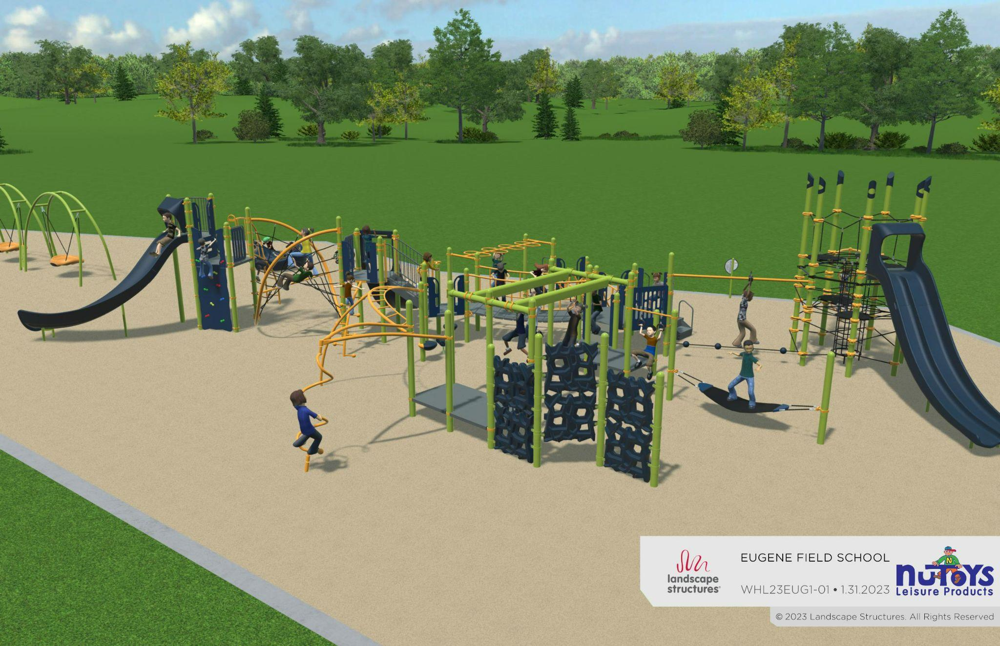 landscape
structures®
EUGENE FIELD SCHOOL
WHL23EUG1-01 • 1.31.2023
N
NUTOYS
Leisure Products
© 2023 Landscape Structures. All Rights Reserved